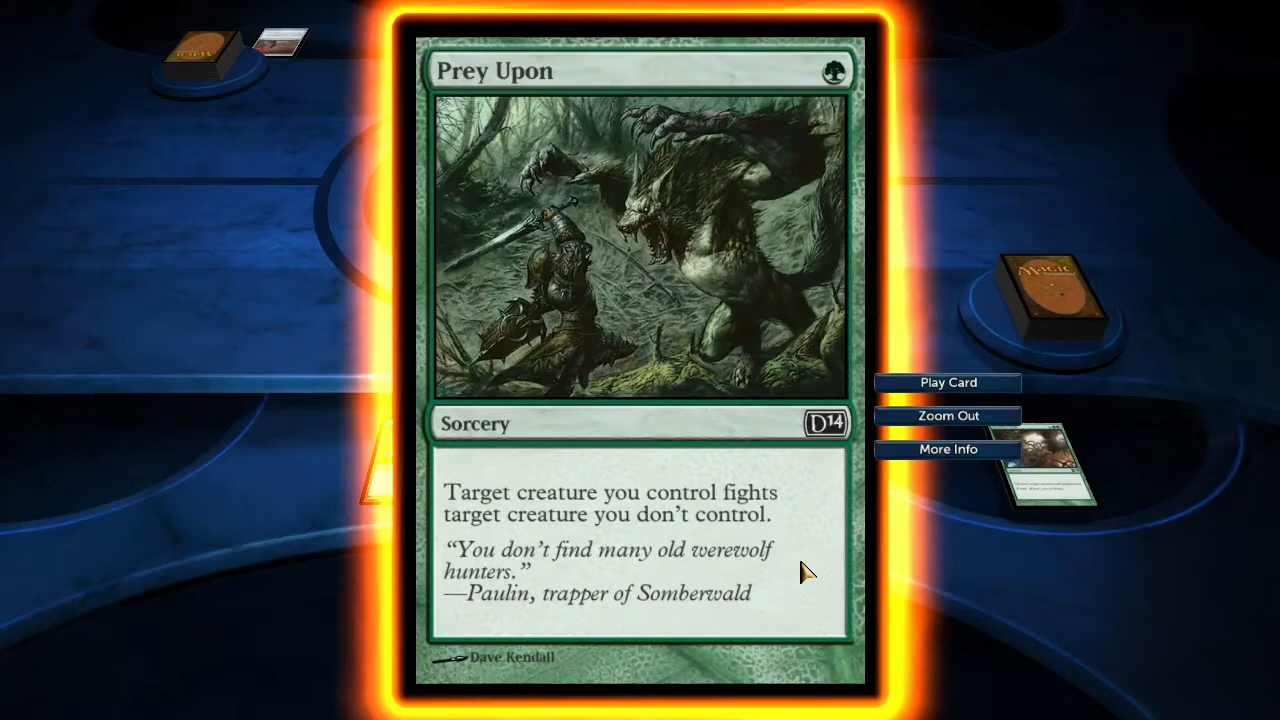 Prey Upon
Magic
Play Card
Zoom Out
More Info
Sorcery
D14
Target creature you control fights
target creature you don't control.
"You don't find many old werewolf
hunters."
—Paulin, trapper of Somberwald
Dave Kendall